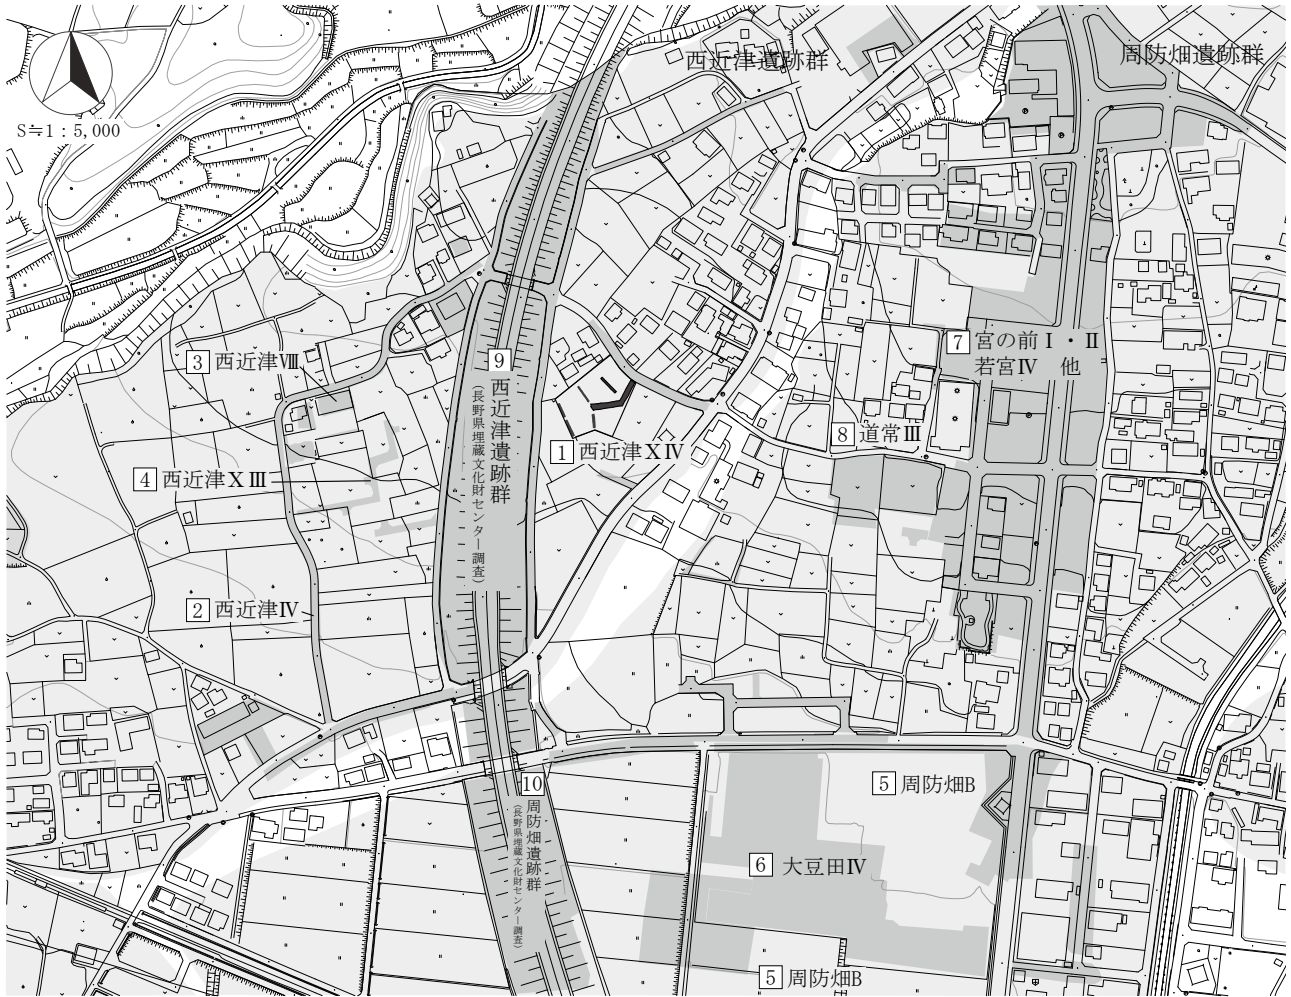 西近津遺跡群
周防畑遺跡群
S≒1：5,000
3 西近津Ⅷ
9 西近津遺跡群
（長野県埋蔵文化財センター調査）
7 宮の前Ⅰ・Ⅱ
若宮Ⅳ 他
8 道常Ⅲ
1 西近津ⅩⅣ
4 西近津ⅩⅢ
2 西近津Ⅳ
10 周防畑遺跡群
（長野県埋蔵文化財センター調査）
5 周防畑B
6 大豆田Ⅳ
5 周防畑B